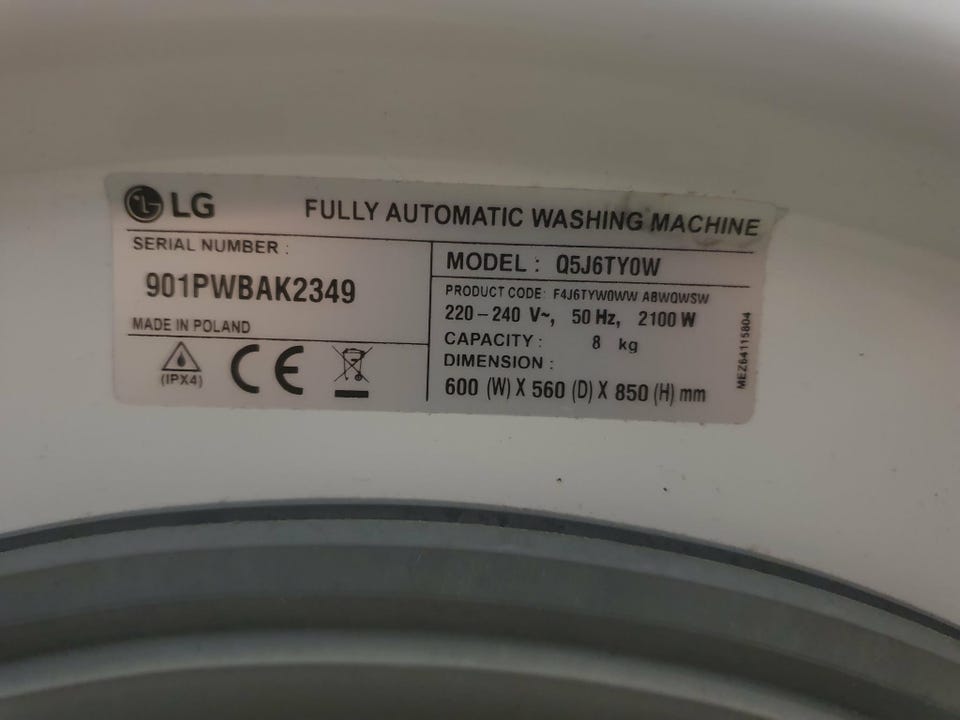 LG
FULLY AUTOMATIC WASHING MACHINE
SERIAL NUMBER :
901PWBAK2349
MADE IN POLAND
(IPX4)
CE
MODEL : Q5J6TY0W
PRODUCT CODE: F4J6TYW0WW ABWQWSW
220-240 V~, 50 Hz, 2100 W
CAPACITY : 8 kg
DIMENSION :
600 (W) X 560 (D) X 850 (H) mm
MEZ64115804